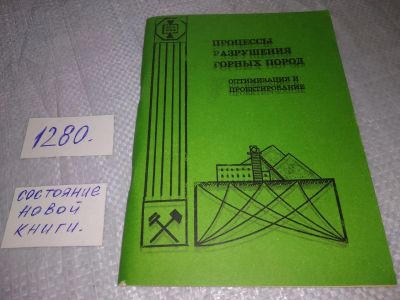 ПРОЦЕССЫ
РАЗРУШЕНИЯ
ГОРНЫХ ПОРОД
ОПТИМИЗАЦИЯ И
ПРОЕКТИРОВАНИЕ
1280.
СОСТОЯНИЕ
НОВОЙ
КНИГИ.